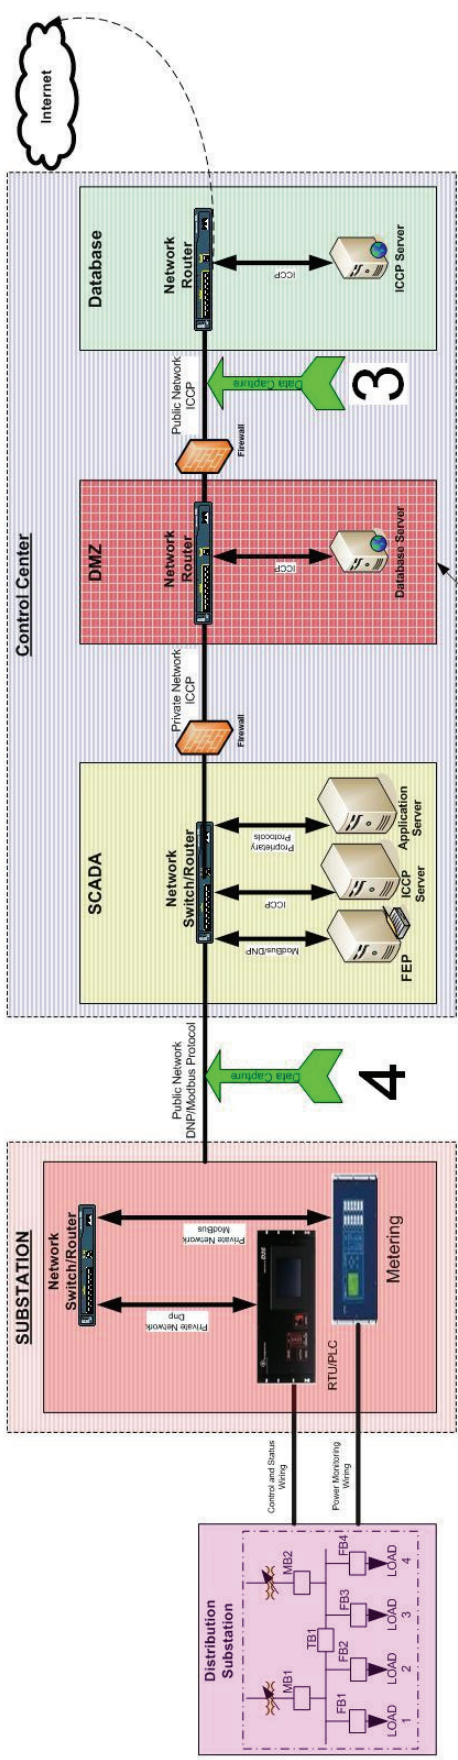 Internet
Control Center
Database
Network
Router
ICCP
ICCP Server
Public Network
ICCP
Data Capture
3
Firewall
DMZ
Network
Router
ICCP
Database Server
Private Network
ICCP
Firewall
SCADA
Network
Switch/Router
Proprietary
Protocols
ICCP
ModBus/DNP
Application
Server
ICCP
Server
FEP
Public Network
DNP/Modbus Protocol
Data Capture
4
SUBSTATION
Network
Switch/Router
Private Network
ModBus
Private Network
Dnp
RTU/PLC
Metering
Control and Status
Wiring
Power Monitoring
Wiring
Distribution
Substation
MB1
MB2
TB1
FB1
FB2
FB3
FB4
LOAD
1
LOAD
2
LOAD
3
LOAD
4